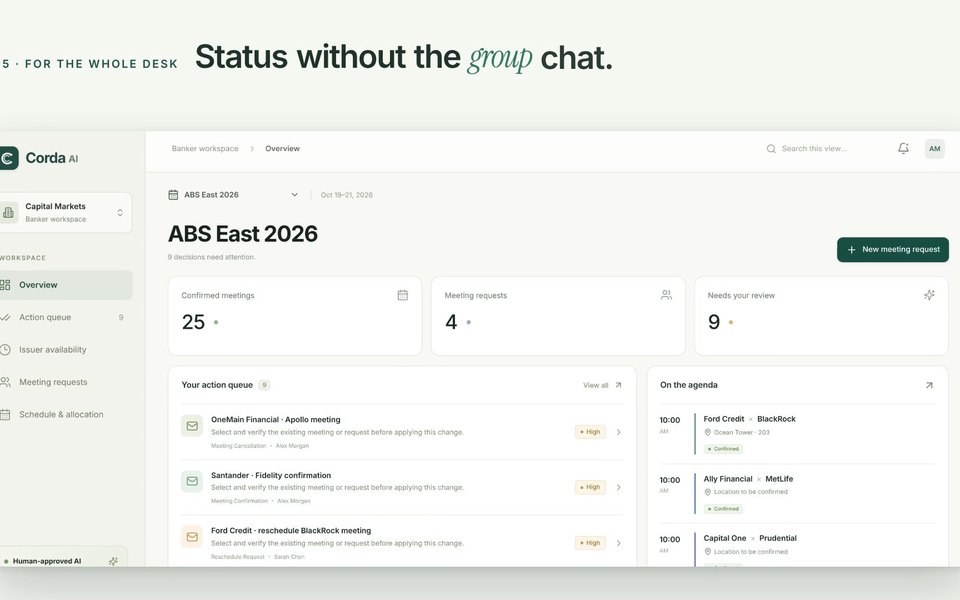 5 · FOR THE WHOLE DESK
Status without the group chat.
Corda AI
Capital Markets
Banker workspace
WORKSPACE
Overview
Action queue 9
Issuer availability
Meeting requests
Schedule & allocation
Human-approved AI
Banker workspace > Overview
Search this view...
AM
ABS East 2026
Oct 19–21, 2026
ABS East 2026
9 decisions need attention.
+ New meeting request
Confirmed meetings
25
Meeting requests
4
Needs your review
9
Your action queue 9
View all
OneMain Financial · Apollo meeting
Select and verify the existing meeting or request before applying this change.
Meeting Cancellation • Alex Morgan
High
Santander · Fidelity confirmation
Select and verify the existing meeting or request before applying this change.
Meeting Confirmation • Alex Morgan
High
Ford Credit · reschedule BlackRock meeting
Select and verify the existing meeting or request before applying this change.
Reschedule Request • Sarah Chen
High
On the agenda
10:00 AM
Ford Credit × BlackRock
Ocean Tower · 203
Confirmed
10:00 AM
Ally Financial × MetLife
Location to be confirmed
Confirmed
10:00 AM
Capital One × Prudential
Location to be confirmed